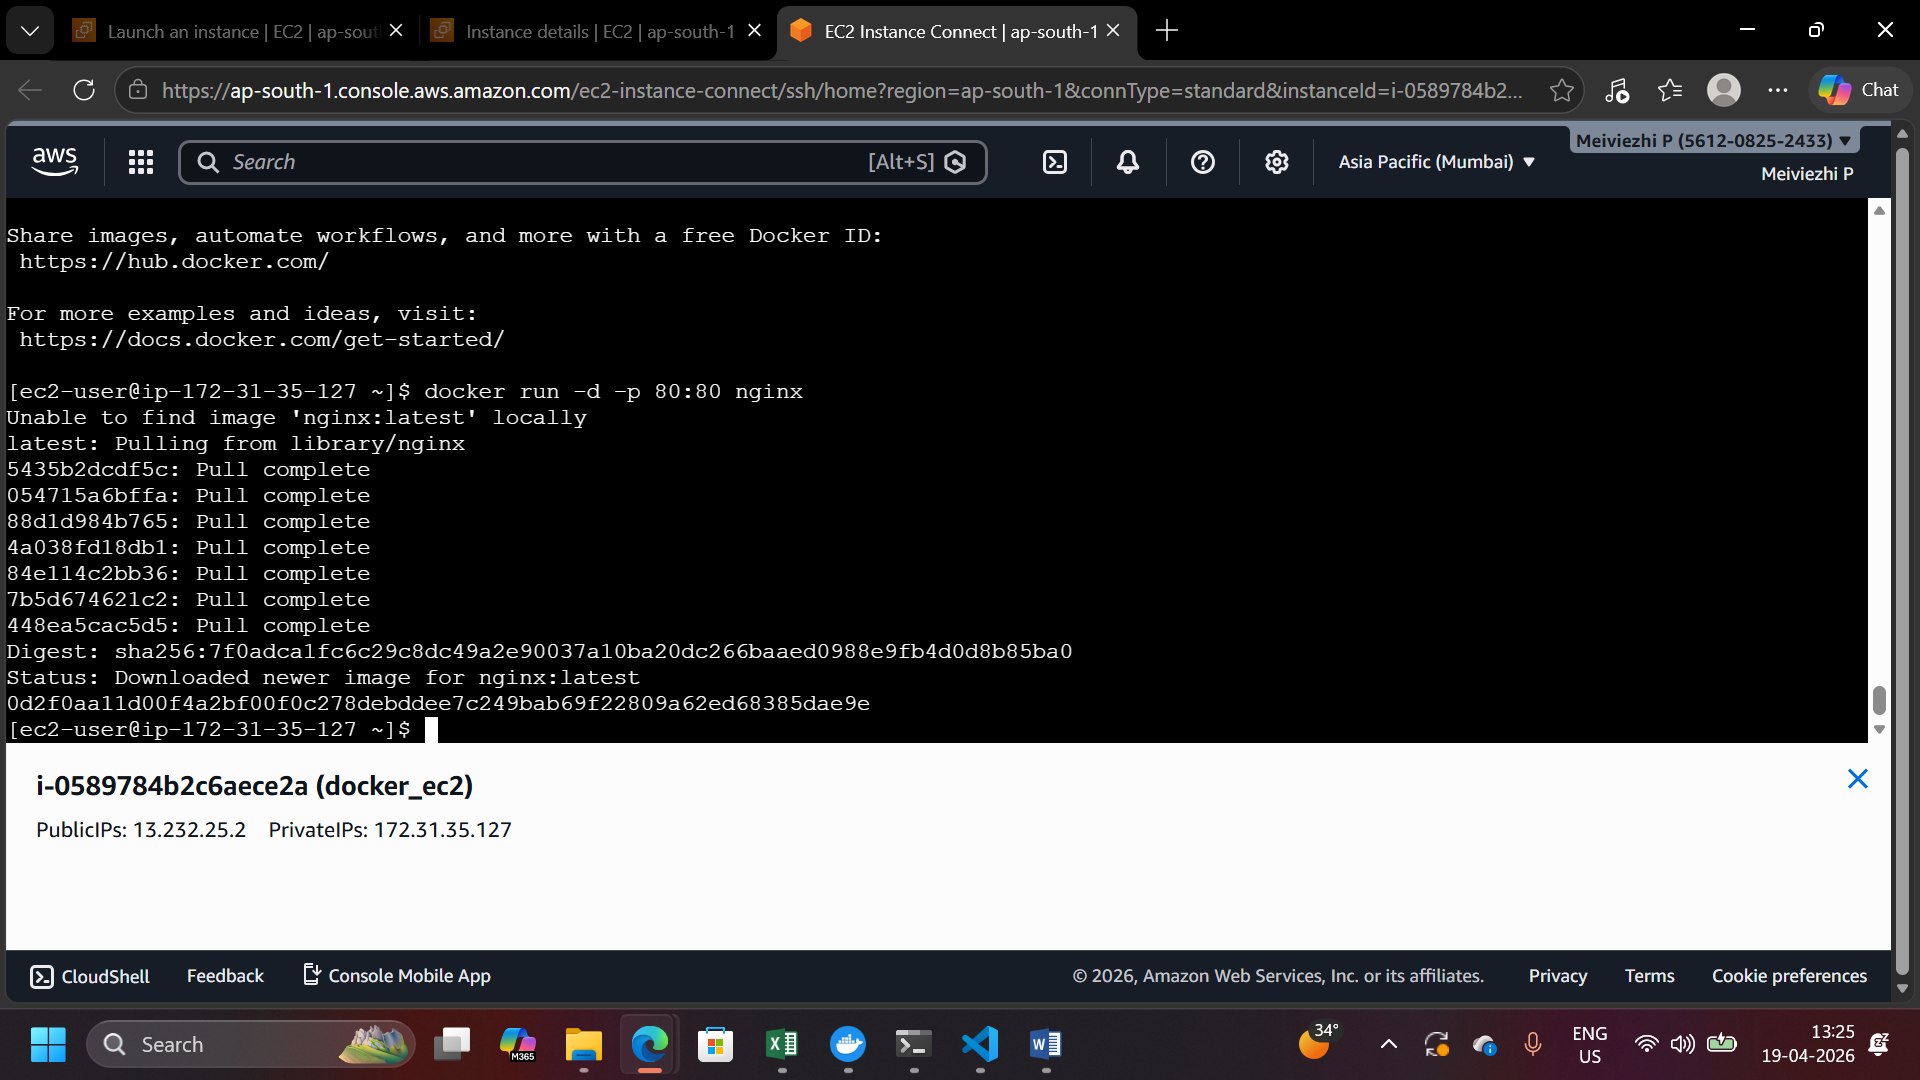 Launch an instance | EC2 | ap-sout
Instance details | EC2 | ap-south-1
EC2 Instance Connect | ap-south-1
https://ap-south-1.console.aws.amazon.com/ec2-instance-connect/ssh/home?region=ap-south-1&connType=standard&instanceId=i-0589784b2...
Chat
aws
Search
[Alt+S]
Asia Pacific (Mumbai)
Meiviezhi P (5612-0825-2433)
Meiviezhi P
Share images, automate workflows, and more with a free Docker ID:
https://hub.docker.com/
For more examples and ideas, visit:
https://docs.docker.com/get-started/
[ec2-user@ip-172-31-35-127 ~]$ docker run -d -p 80:80 nginx
Unable to find image 'nginx:latest' locally
latest: Pulling from library/nginx
5435b2dcdf5c: Pull complete
054715a6bffa: Pull complete
88d1d984b765: Pull complete
4a038fd18db1: Pull complete
84e114c2bb36: Pull complete
7b5d674621c2: Pull complete
448ea5cac5d5: Pull complete
Digest: sha256:7f0adca1fc6c29c8dc49a2e90037a10ba20dc266baaed0988e9fb4d0d8b85ba0
Status: Downloaded newer image for nginx:latest
0d2f0aa11d00f4a2bf00f0c278debddee7c249bab69f22809a62ed68385dae9e
[ec2-user@ip-172-31-35-127 ~]$
i-0589784b2c6aece2a (docker_ec2)
PublicIPs: 13.232.25.2 PrivateIPs: 172.31.35.127
CloudShell
Feedback
Console Mobile App
© 2026, Amazon Web Services, Inc. or its affiliates.
Privacy
Terms
Cookie preferences
Search
M365
34°
ENG
US
13:25
19-04-2026